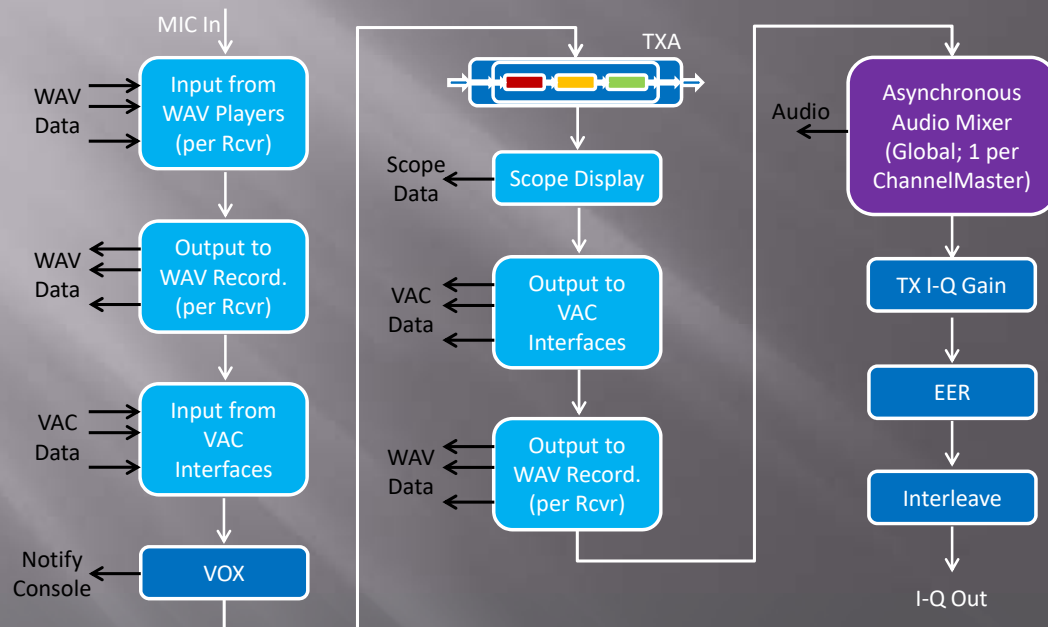 MIC In
WAV
Data
Input from
WAV Players
(per Rcvr)
WAV
Data
Output to
WAV Record.
(per Rcvr)
VAC
Data
Input from
VAC
Interfaces
Notify
Console
VOX
TXA
Scope
Data
Scope Display
VAC
Data
Output to
VAC
Interfaces
WAV
Data
Output to
WAV Record.
(per Rcvr)
Audio
Asynchronous
Audio Mixer
(Global; 1 per
ChannelMaster)
TX I-Q Gain
EER
Interleave
I-Q Out